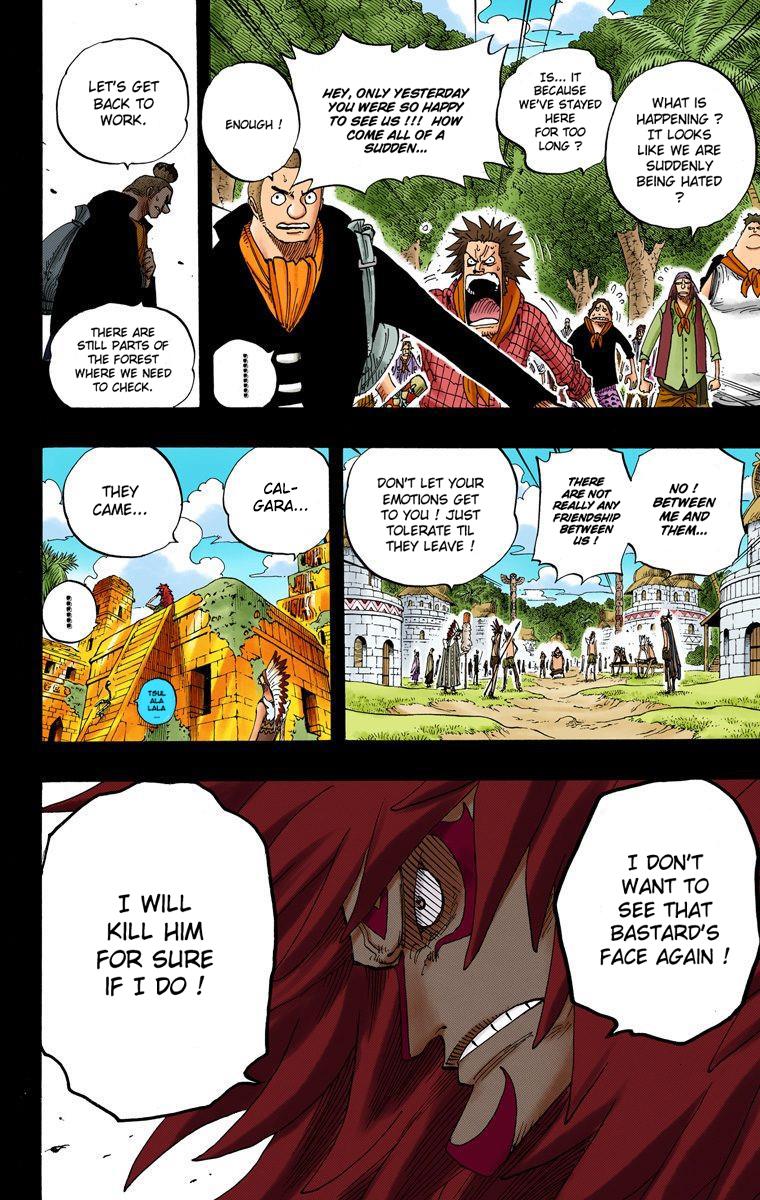 WHAT IS
HAPPENING ?
IT LOOKS
LIKE WE ARE
SUDDENLY
BEING HATED
?
IS... IT
BECAUSE
WE'VE STAYED
HERE
FOR TOO
LONG ?
HEY, ONLY YESTERDAY
YOU WERE SO HAPPY
TO SEE US !!! HOW
COME ALL OF A
SUDDEN...
ENOUGH !
.........
LET'S GET
BACK TO
WORK.
THERE ARE
STILL PARTS
OF THE FOREST
WHERE WE NEED
TO CHECK.
NO !
BETWEEN
ME AND
THEM...
THERE
ARE NOT
REALLY ANY
FRIENDSHIP
BETWEEN
US !
DON'T LET YOUR
EMOTIONS GET
TO YOU ! JUST
TOLERATE TIL
THEY LEAVE !
CAL-
GARA...
THEY
CAME...
......
TSUL
ALA
LALA
...
I DON'T
WANT TO
SEE THAT
BASTARD'S
FACE AGAIN !
I WILL
KILL HIM
FOR SURE
IF I DO !